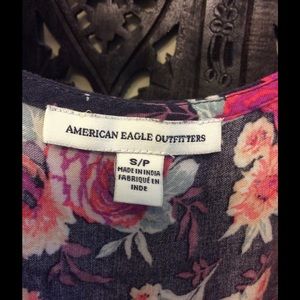 AMERICAN EAGLE OUTFITTERS
S/P
MADE IN INDIA
FABRIQUÉ EN
INDE